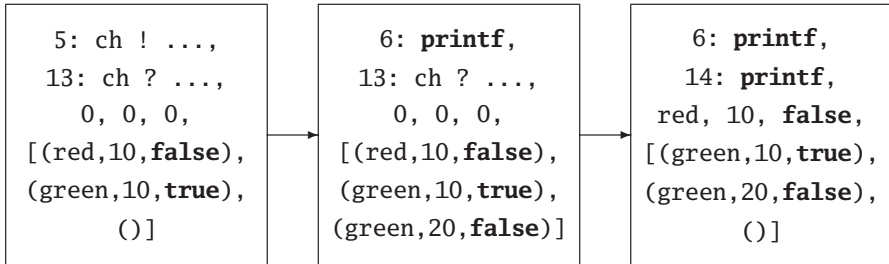 5: ch ! ...,
13: ch ? ...,
0, 0, 0,
[(red,10,false),
(green,10,true),
()]
6: printf,
13: ch ? ...,
0, 0, 0,
[(red,10,false),
(green,10,true),
(green,20,false)]
6: printf,
14: printf,
red, 10, false,
[(green,10,true),
(green,20,false),
()]